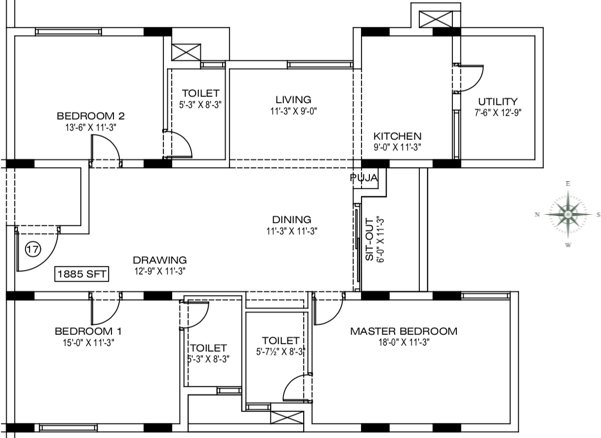 BEDROOM 2
13'-6" X 11'-3"
TOILET
5'-3" X 8'-3"
LIVING
11'-3" X 9'-0"
KITCHEN
9'-0" X 11'-3"
UTILITY
7'-6" X 12'-9"
PUJA
DINING
11'-3" X 11'-3"
SIT-OUT
6'-0" X 11'-3"
E
N
S
W
17
DRAWING
12'-9" X 11'-3"
1885 SFT
BEDROOM 1
15'-0" X 11'-3"
TOILET
5'-3" X 8'-3"
TOILET
5'-7½" X 8'-3"
MASTER BEDROOM
18'-0" X 11'-3"